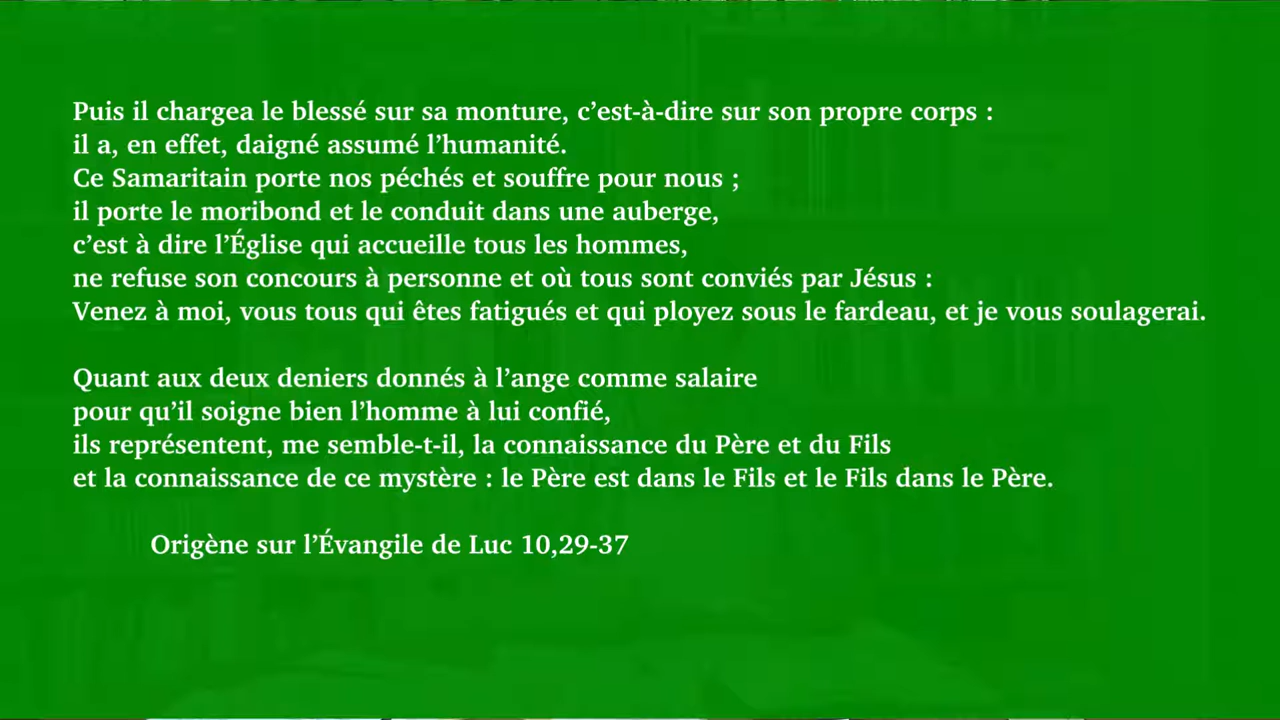 Puis il chargea le blessé sur sa monture, c’est-à-dire sur son propre corps :
il a, en effet, daigné assumé l’humanité.
Ce Samaritain porte nos péchés et souffre pour nous ;
il porte le moribond et le conduit dans une auberge,
c’est à dire l’Église qui accueille tous les hommes,
ne refuse son concours à personne et où tous sont conviés par Jésus :
Venez à moi, vous tous qui êtes fatigués et qui ployez sous le fardeau, et je vous soulagerai.
Quant aux deux deniers donnés à l’ange comme salaire
pour qu’il soigne bien l’homme à lui confié,
ils représentent, me semble-t-il, la connaissance du Père et du Fils
et la connaissance de ce mystère : le Père est dans le Fils et le Fils dans le Père.
Origène sur l’Évangile de Luc 10,29-37